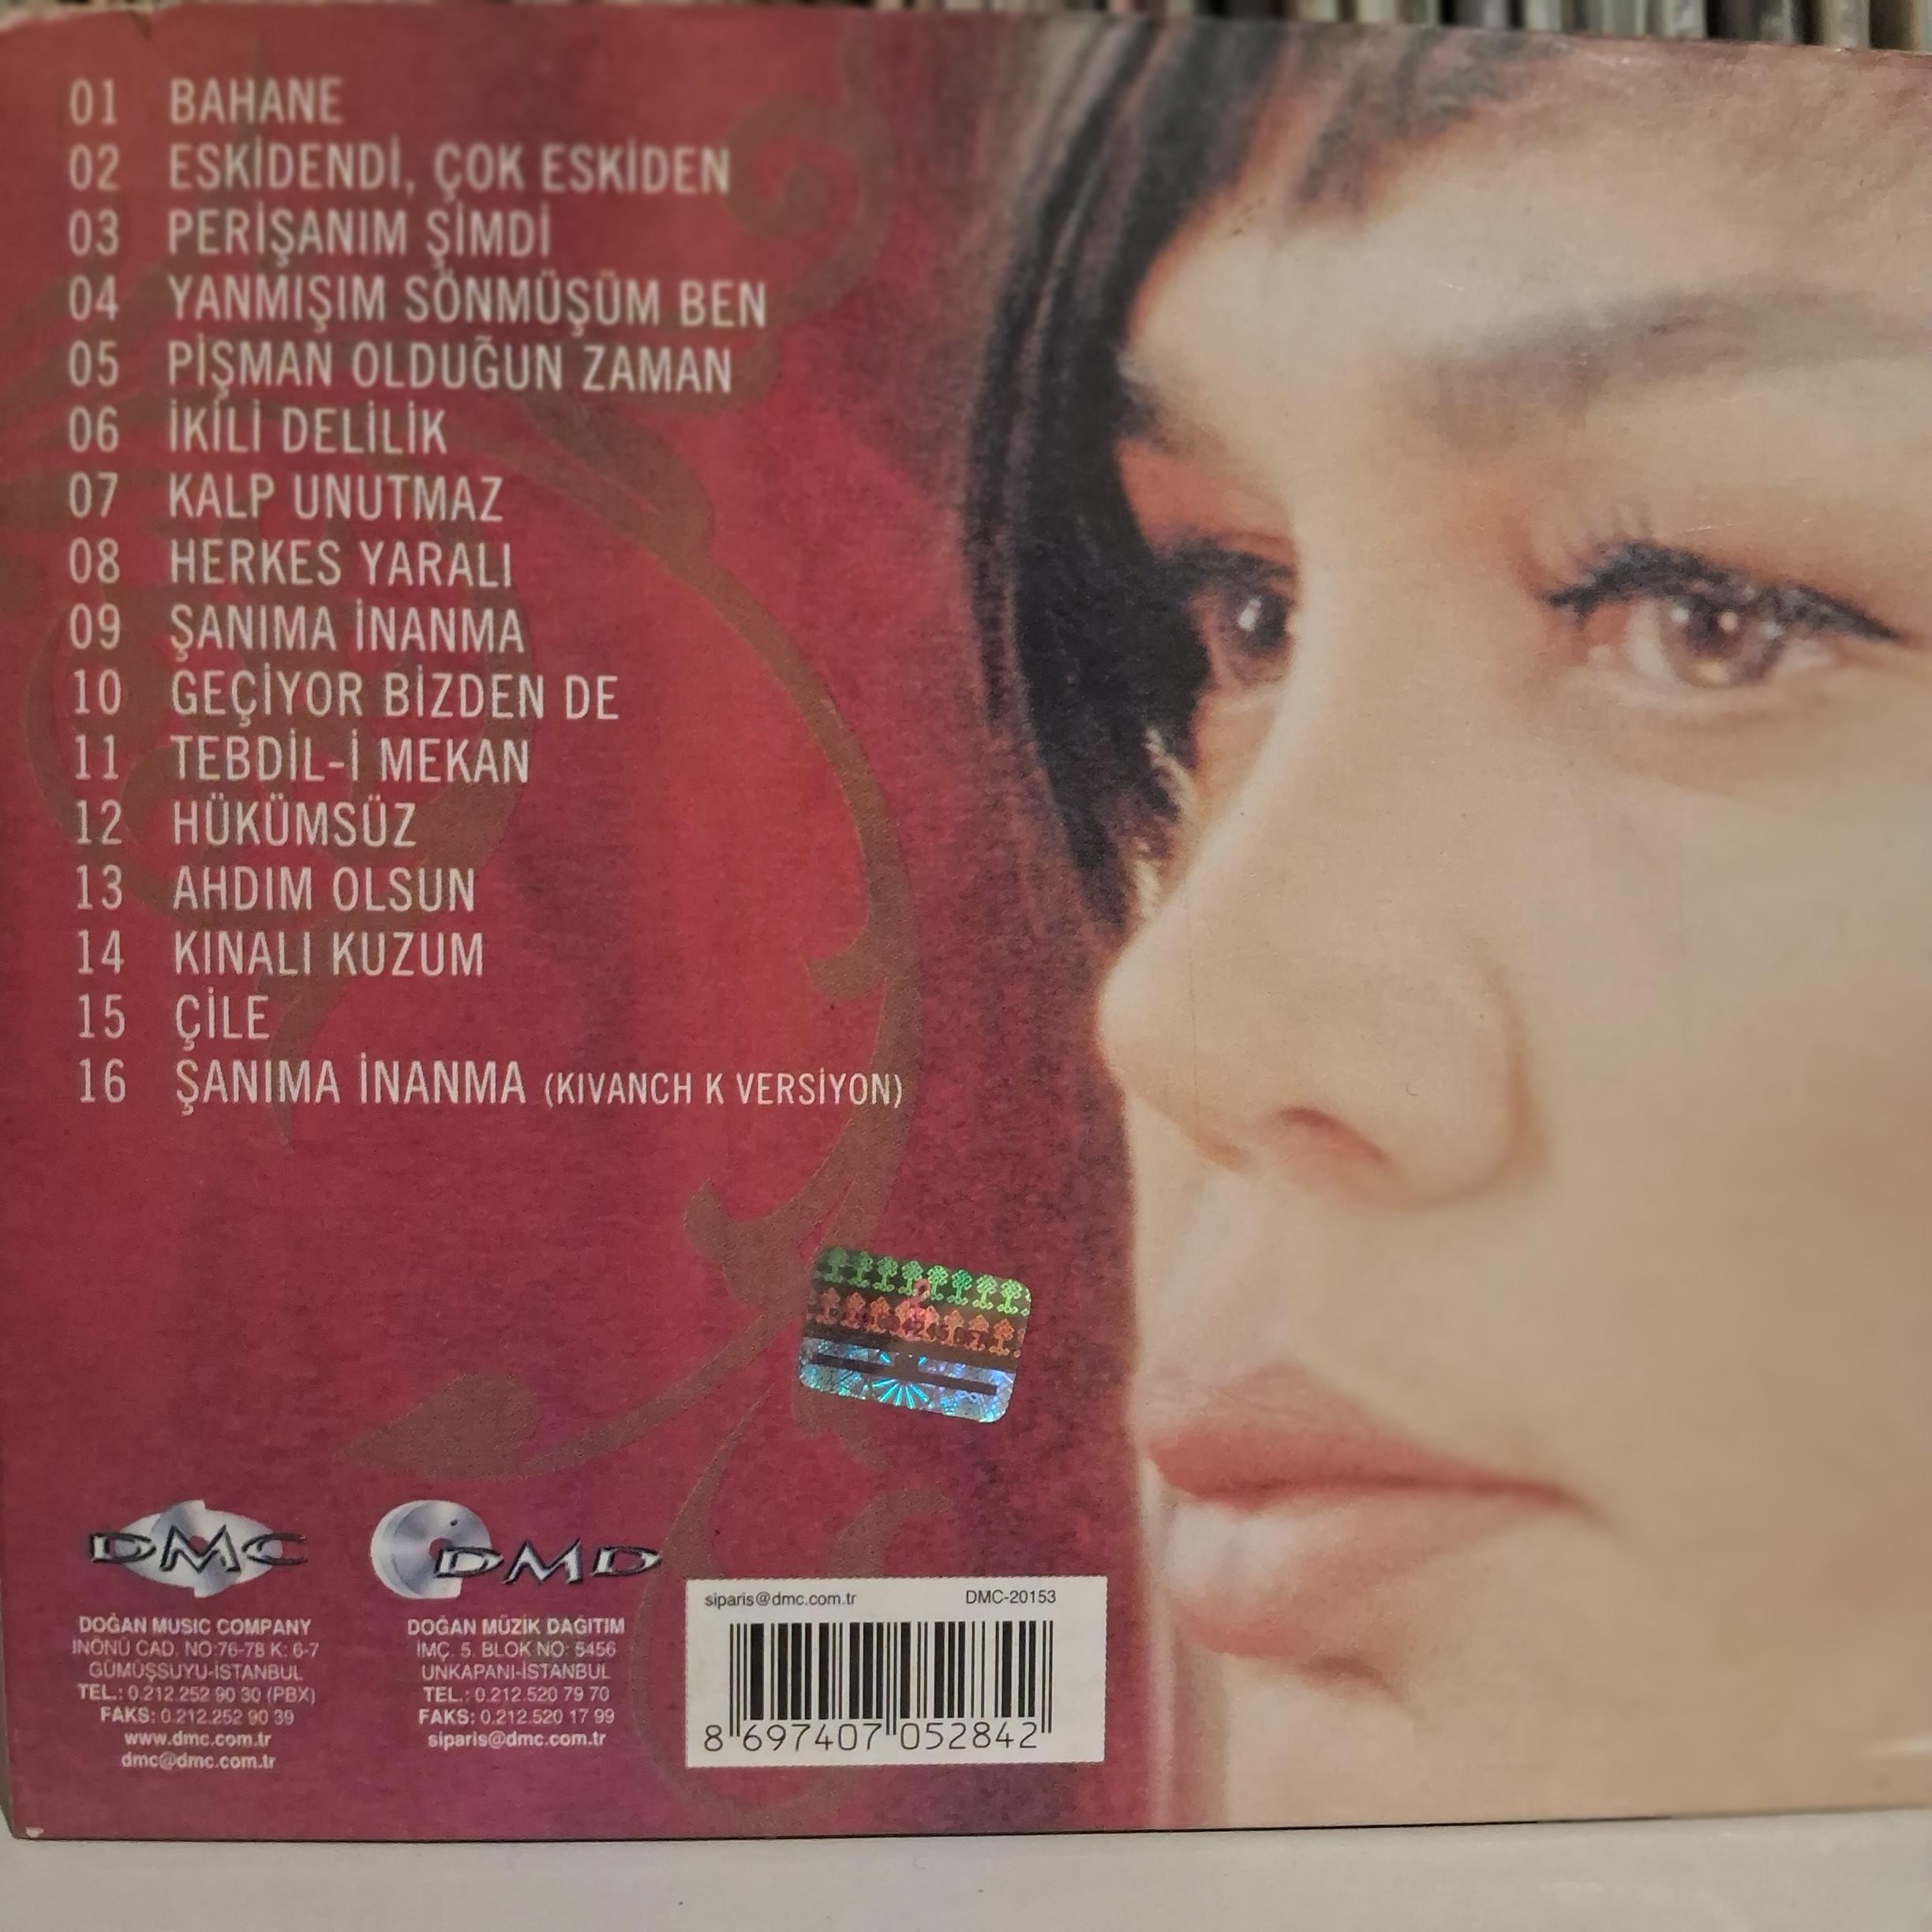 01 BAHANE
02 ESKİDENDİ, ÇOK ESKİDEN
03 PERİŞANIM ŞİMDİ
04 YANMIŞIM SÖNMÜŞÜM BEN
05 PİŞMAN OLDUĞUN ZAMAN
06 İKİLİ DELİLİK
07 KALP UNUTMAZ
08 HERKES YARALI
09 ŞANIMA İNANMA
10 GEÇİYOR BİZDEN DE
11 TEBDİL-İ MEKAN
12 HÜKÜMSÜZ
13 AHDIM OLSUN
14 KINALI KUZUM
15 ÇİLE
16 ŞANIMA İNANMA (KIVANCH K VERSİYON)
DMC
DOĞAN MUSIC COMPANY
İNÖNÜ CAD. NO:76-78 K: 6-7
GÜMÜŞSUYU-İSTANBUL
TEL.: 0.212.252 90 30 (PBX)
FAKS: 0.212.252 90 39
www.dmc.com.tr
dmc@dmc.com.tr
DMD
DOĞAN MÜZİK DAĞITIM
İMÇ. 5. BLOK NO: 5456
UNKAPANI-İSTANBUL
TEL.: 0.212.520 79 70
FAKS: 0.212.520 17 99
siparis@dmc.com.tr
siparis@dmc.com.tr DMC-20153
8 697407 052842